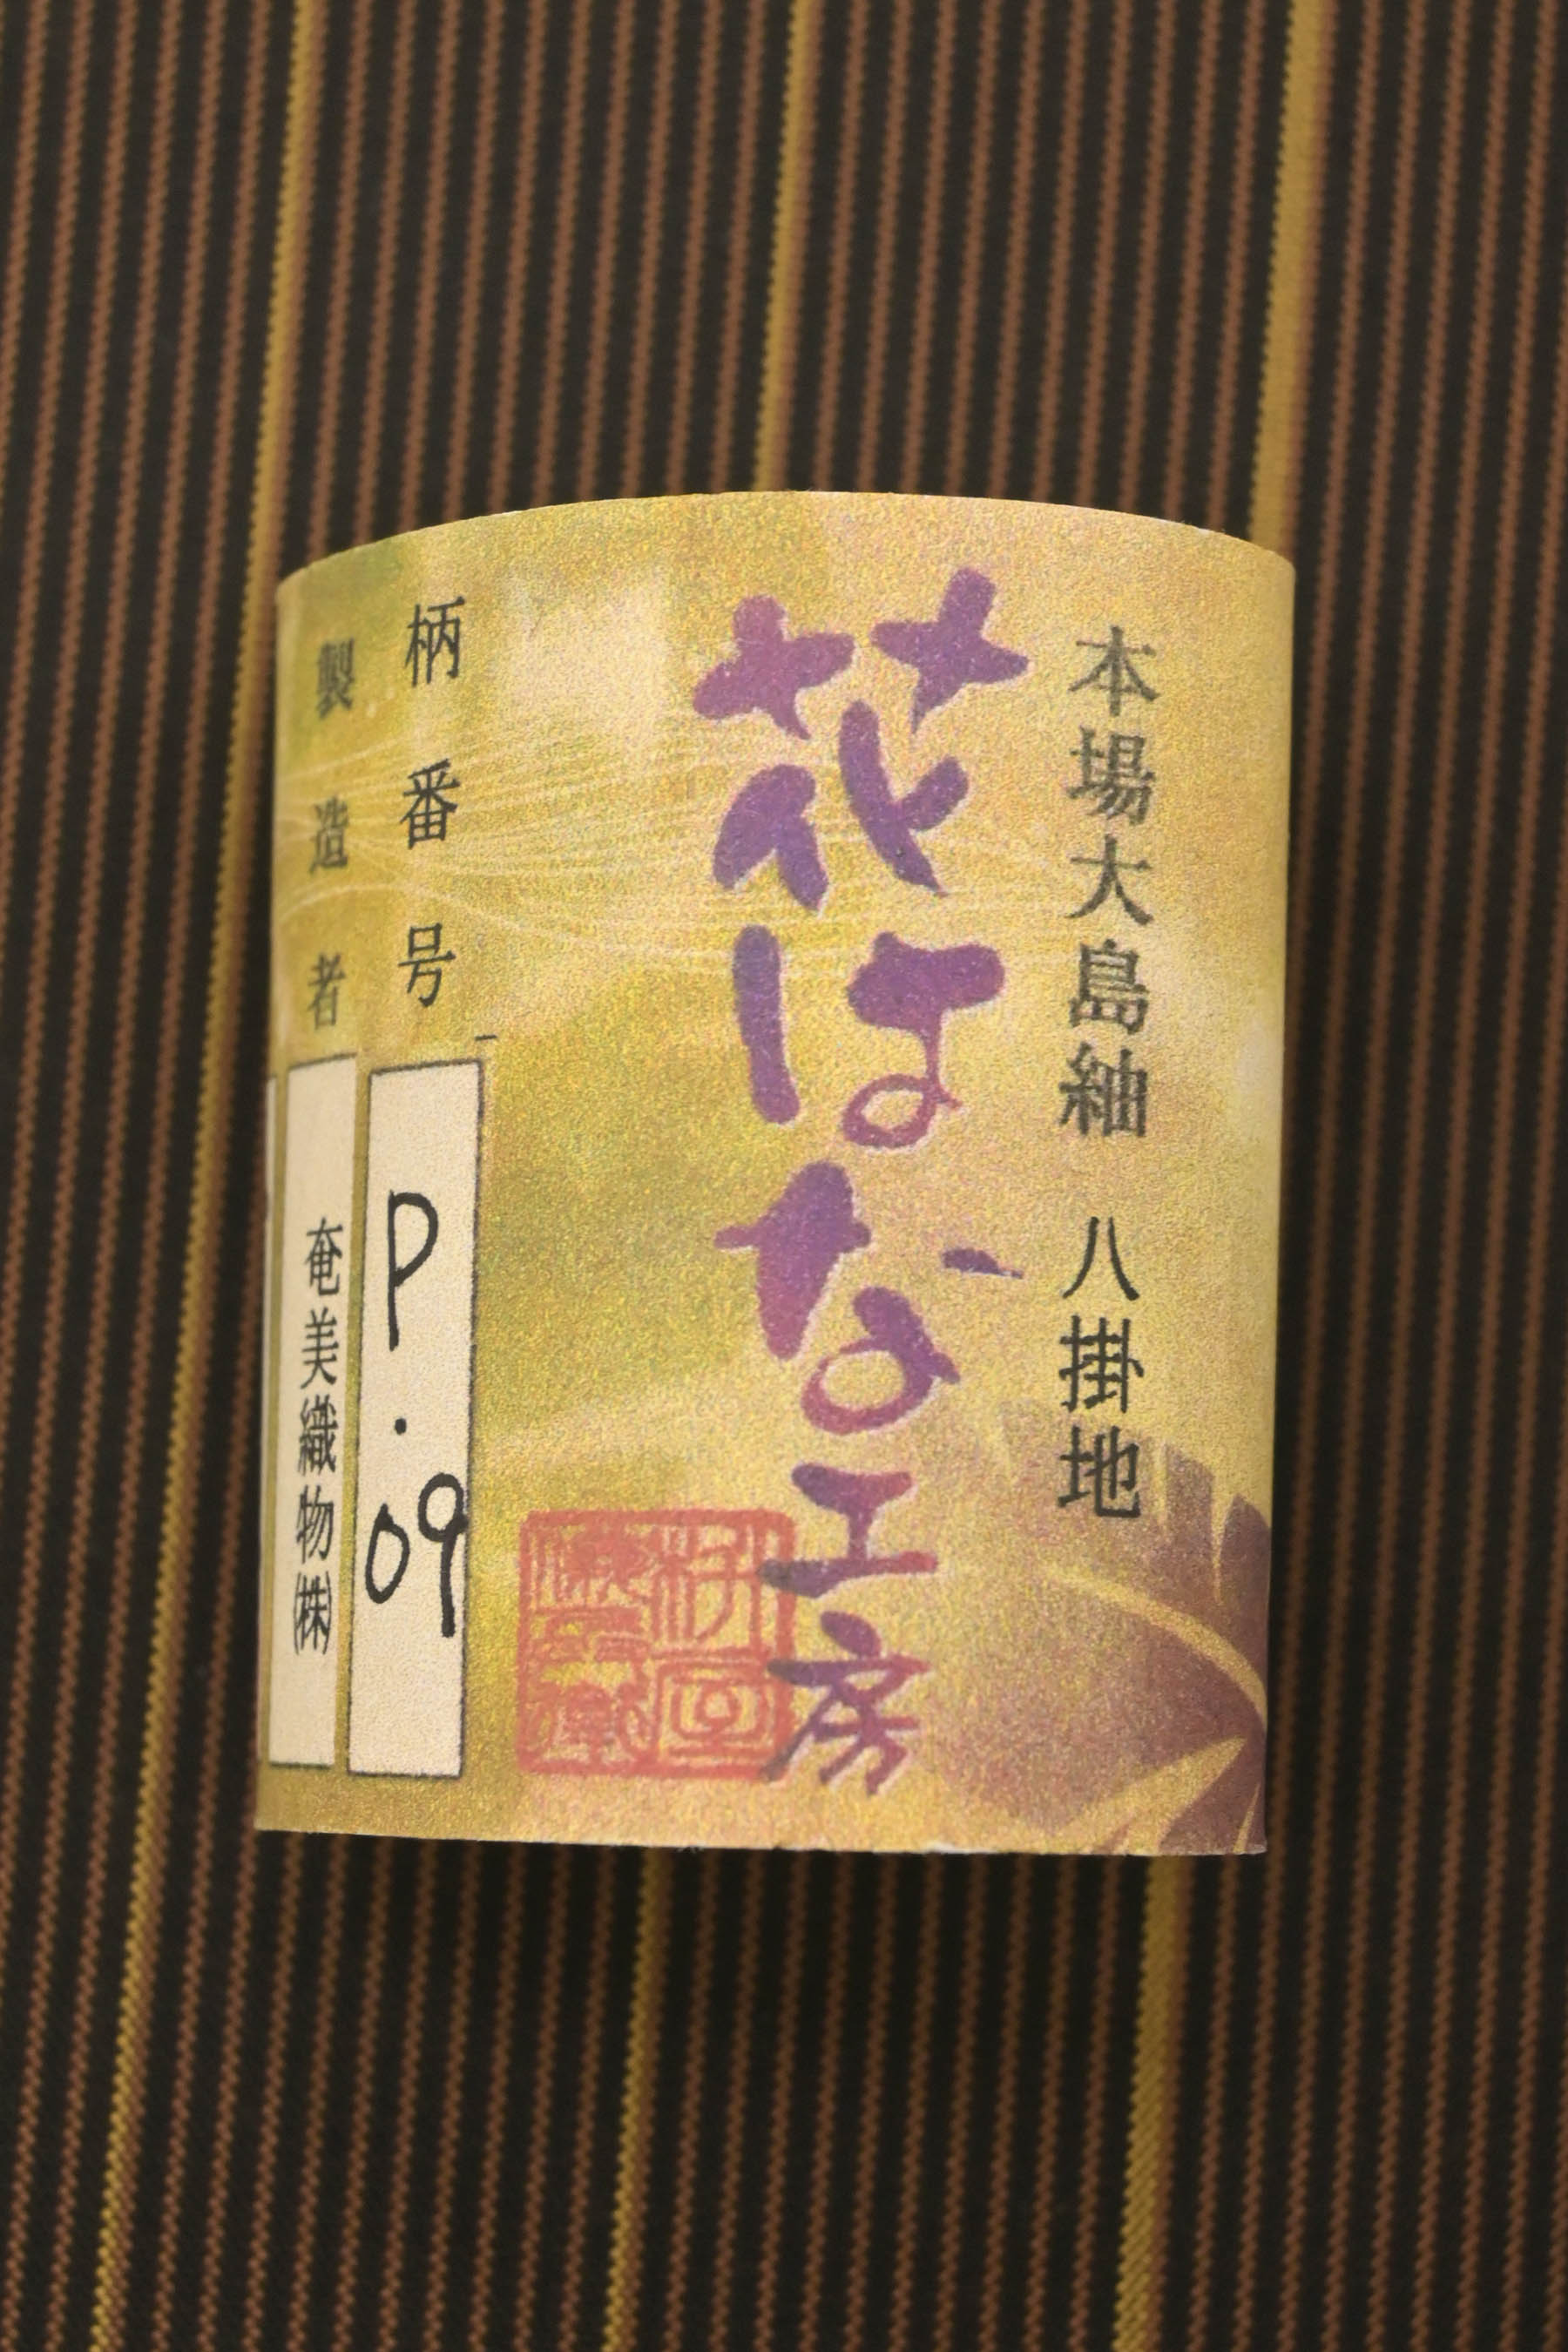 本場大島紬 八掛地
花はな工房
柄番号
P.09
製造者
奄美織物㈱